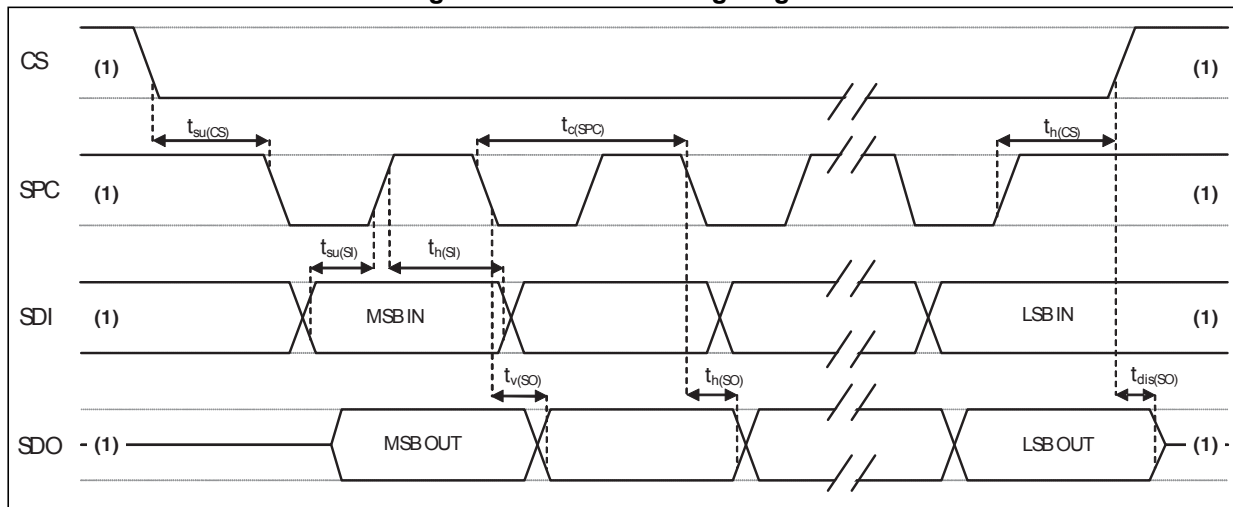 CS (1) (1)
t_su(CS) t_c(SPC) t_h(CS)
SPC (1) (1)
t_su(SI) t_h(SI)
SDI (1) MSB IN LSB IN (1)
t_v(SO) t_h(SO) t_dis(SO)
SDO (1) MSB OUT LSB OUT (1)